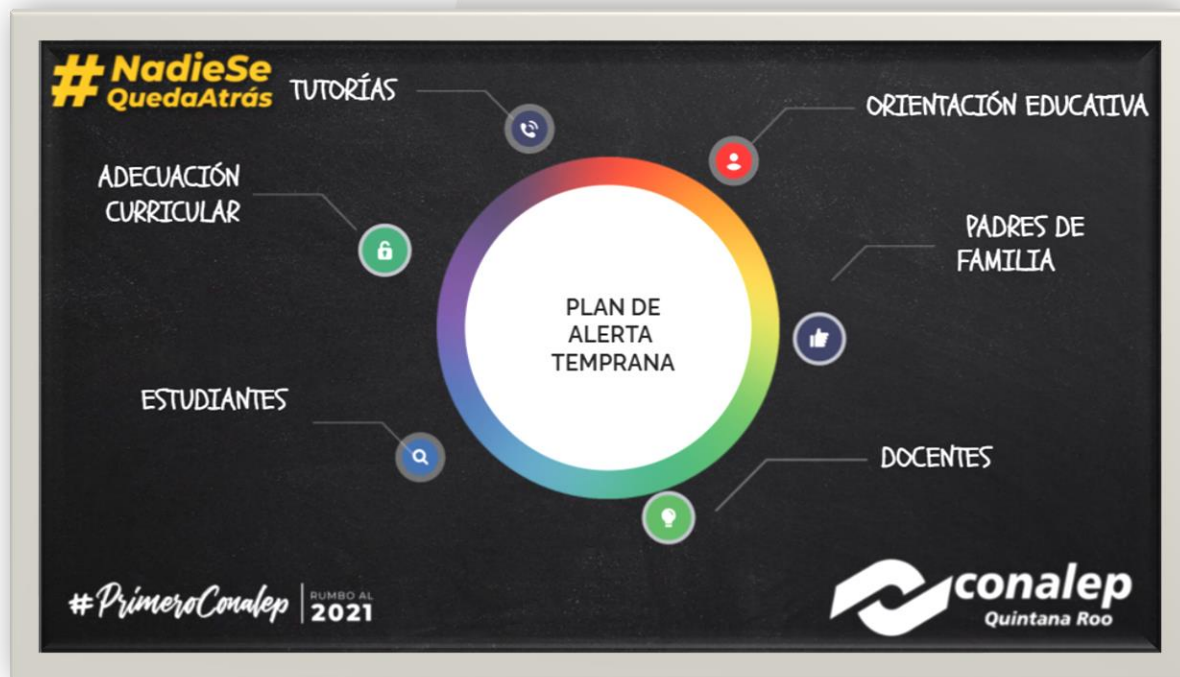 #NadieSe
QuedaAtrás
TUTORÍAS
ORIENTACIÓN EDUCATIVA
ADECUACIÓN
CURRICULAR
PADRES DE
FAMILIA
PLAN DE
ALERTA
TEMPRANA
ESTUDIANTES
DOCENTES
#PrimeroConalep
RUMBO AL
2021
conalep
Quintana Roo